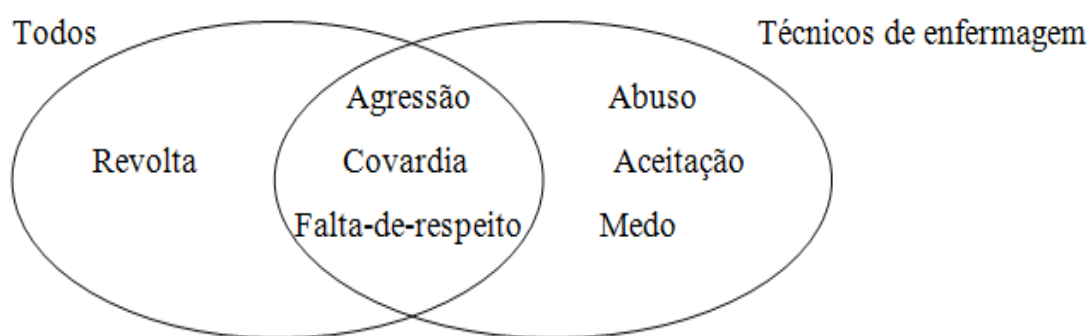 Todos Técnicos de enfermagem
Agressão Abuso
Revolta Covardia Aceitação
Falta-de-respeito Medo